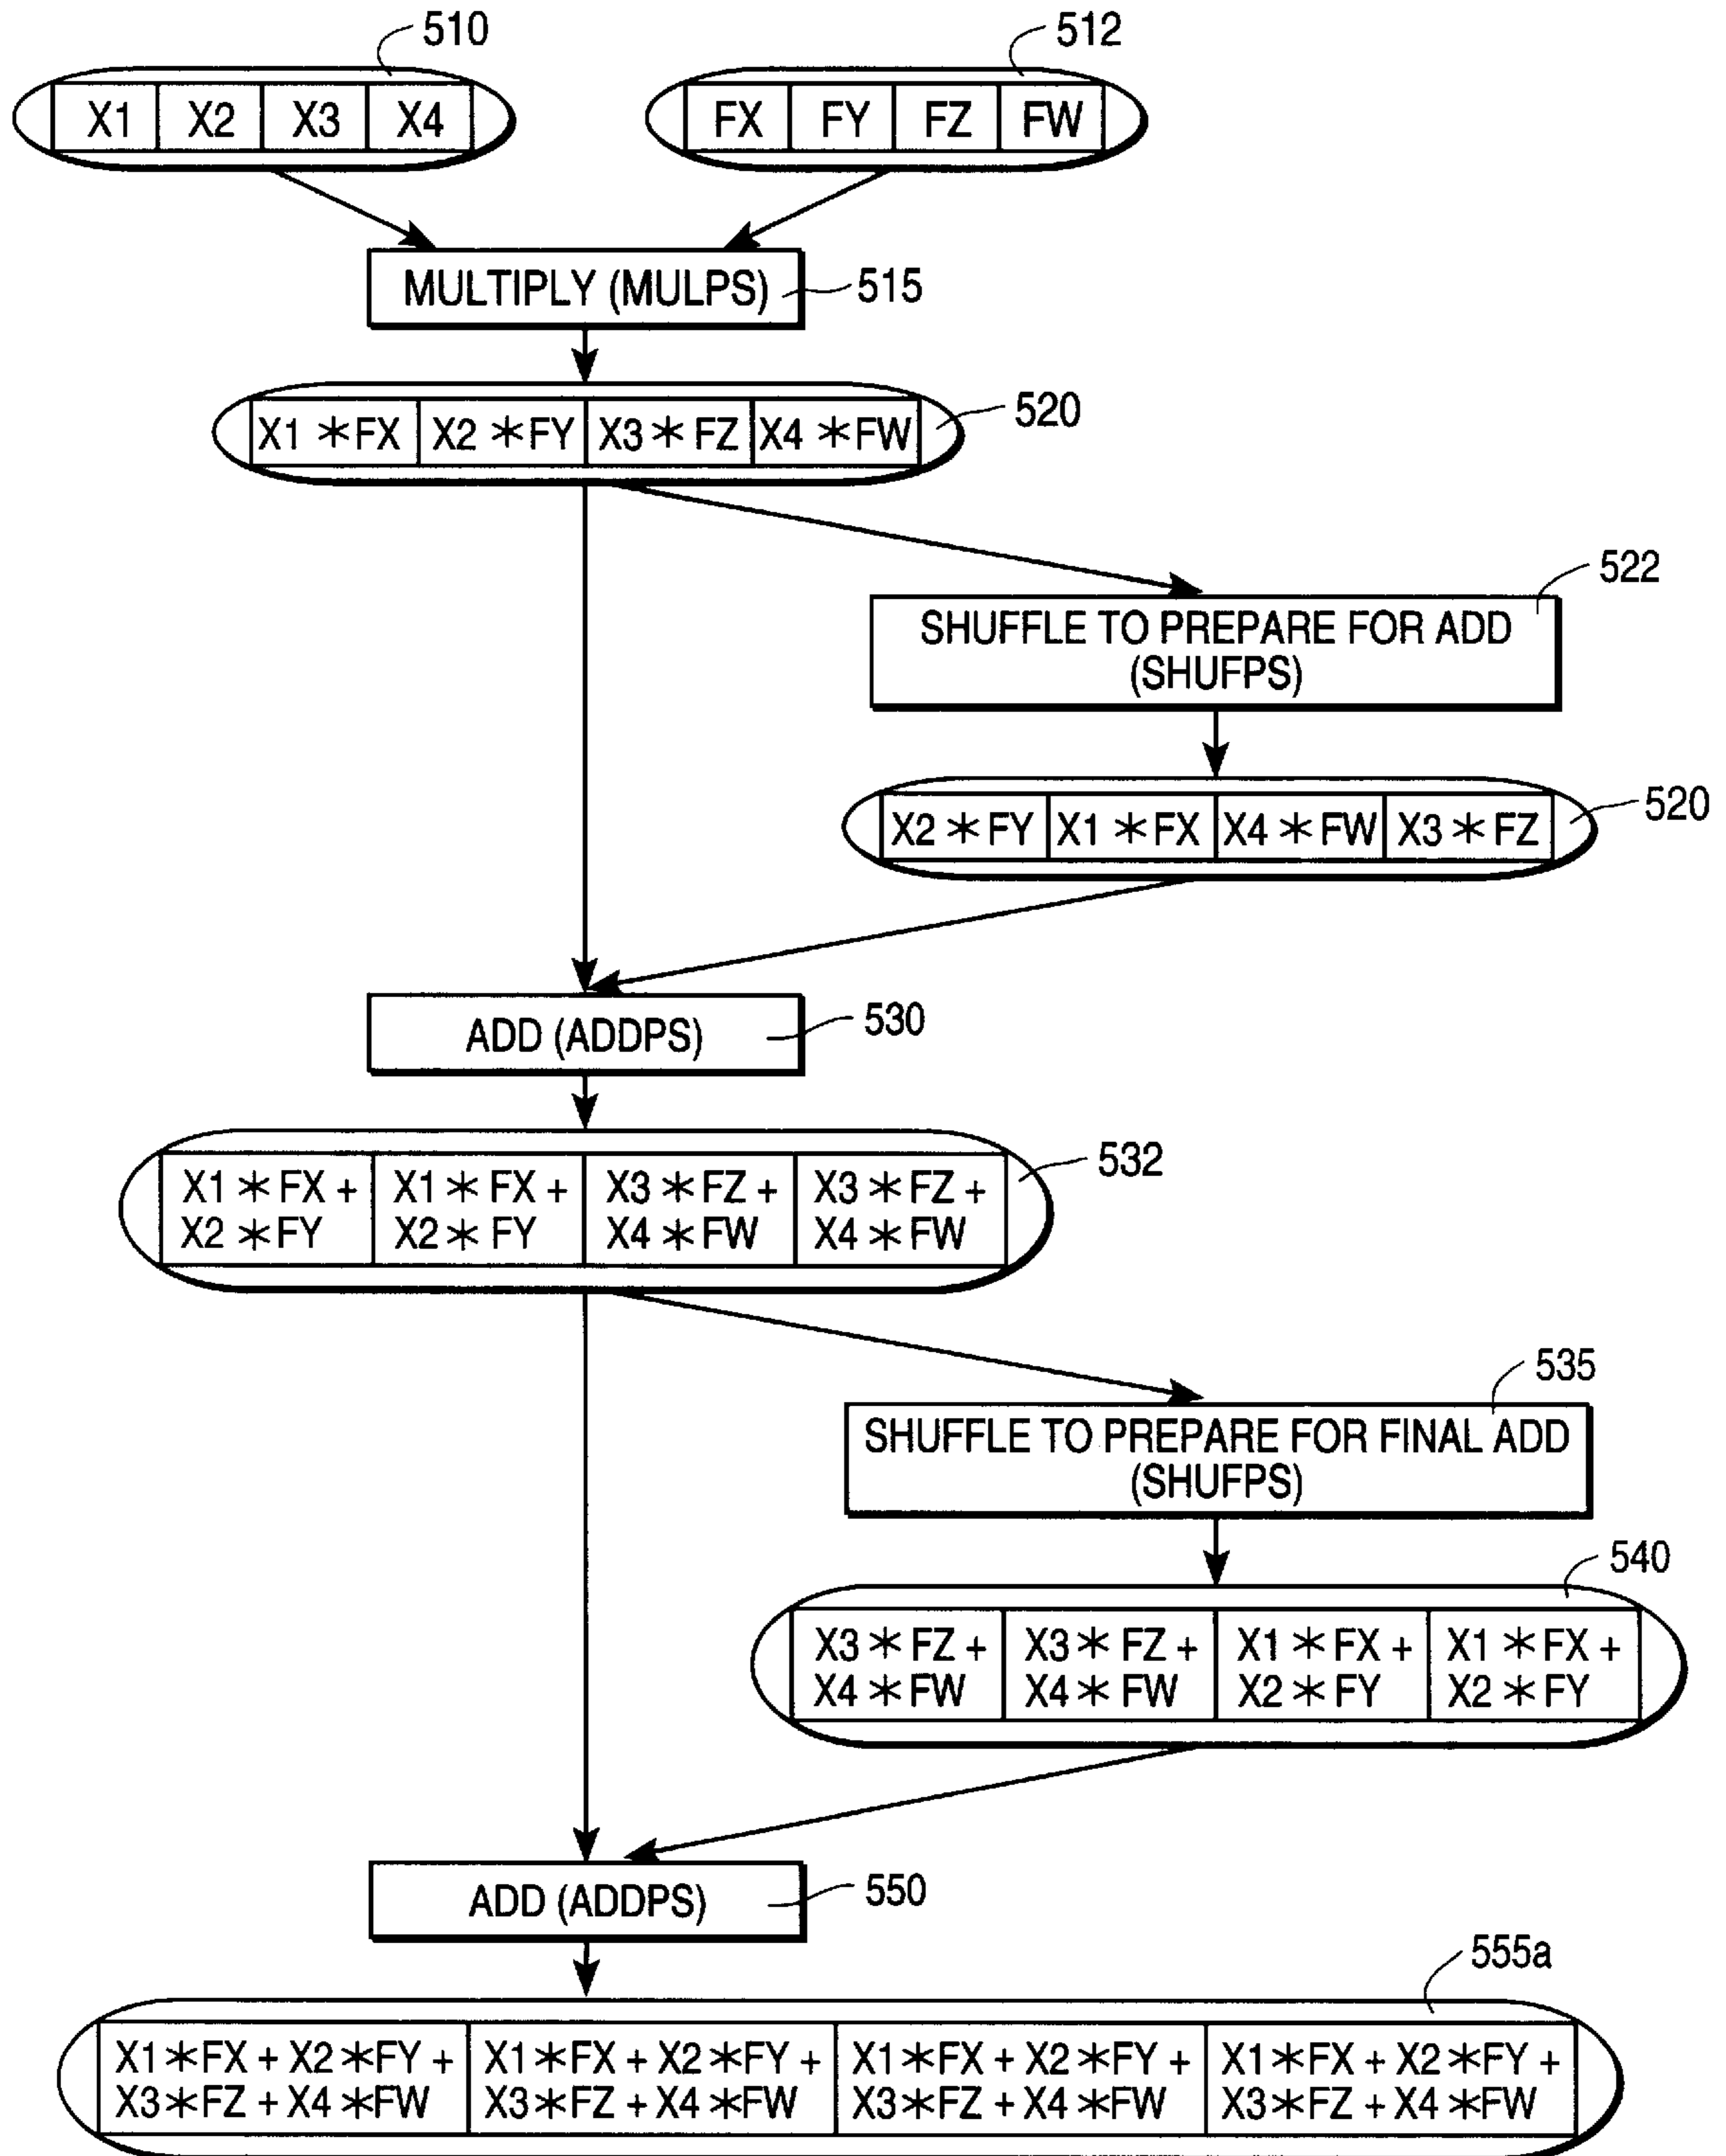 510
512
X1 X2 X3 X4
FX FY FZ FW
MULTIPLY (MULPS)
515
X1 *FX X2 *FY X3 * FZ X4 *FW
520
522
SHUFFLE TO PREPARE FOR ADD
(SHUFPS)
X2 * FY X1 * FX X4 * FW X3 * FZ
520
ADD (ADDPS)
530
532
X1 * FX + X1 * FX + X3 * FZ + X3 * FZ +
X2 * FY X2 * FY X4 * FW X4 * FW
535
SHUFFLE TO PREPARE FOR FINAL ADD
(SHUFPS)
540
X3 * FZ + X3 * FZ + X1 * FX + X1 * FX +
X4 * FW X4 * FW X2 * FY X2 * FY
ADD (ADDPS)
550
555a
X1*FX + X2*FY + X1*FX + X2*FY + X1*FX + X2*FY + X1*FX + X2*FY +
X3*FZ + X4*FW X3*FZ + X4*FW X3*FZ + X4*FW X3*FZ + X4*FW